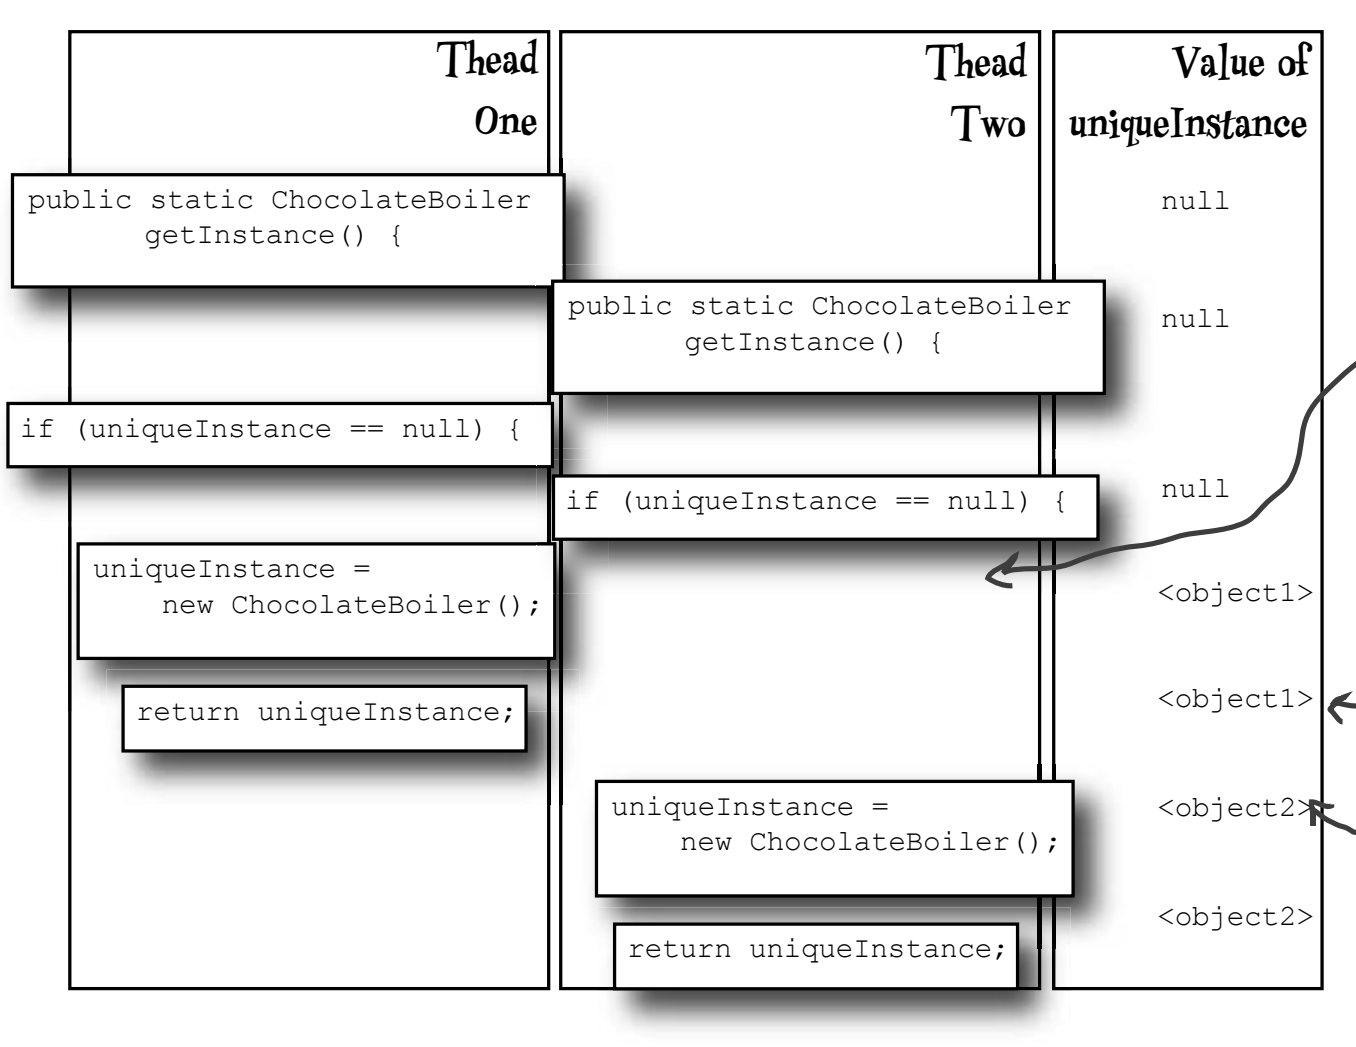 Thead
One
Thead
Two
Value of
uniqueInstance
public static ChocolateBoiler
getInstance() {
null
public static ChocolateBoiler
getInstance() {
null
if (uniqueInstance == null) {
if (uniqueInstance == null) {
null
uniqueInstance =
new ChocolateBoiler();
<object1>
return uniqueInstance;
<object1>
uniqueInstance =
new ChocolateBoiler();
<object2>
return uniqueInstance;
<object2>